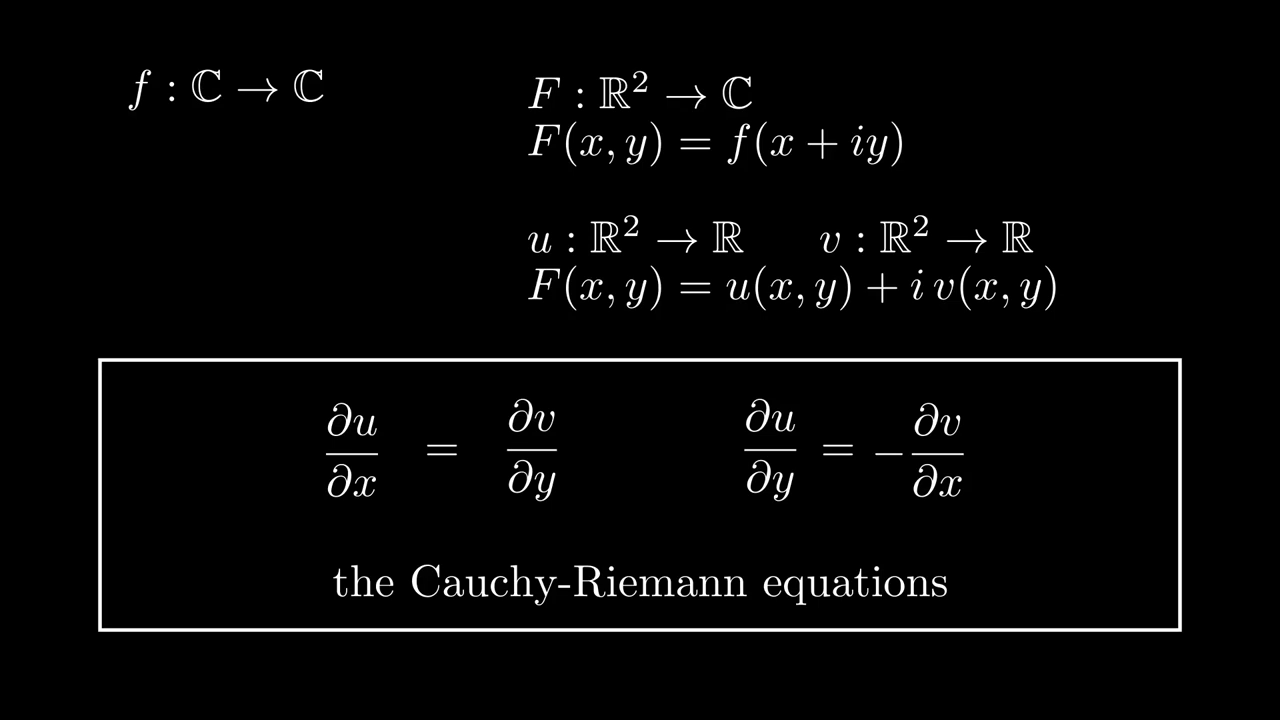 f : ℂ → ℂ
F : ℝ² → ℂ
F(x, y) = f(x + iy)
u : ℝ² → ℝ v : ℝ² → ℝ
F(x, y) = u(x, y) + i v(x, y)
∂u/∂x = ∂v/∂y ∂u/∂y = −∂v/∂x
the Cauchy-Riemann equations